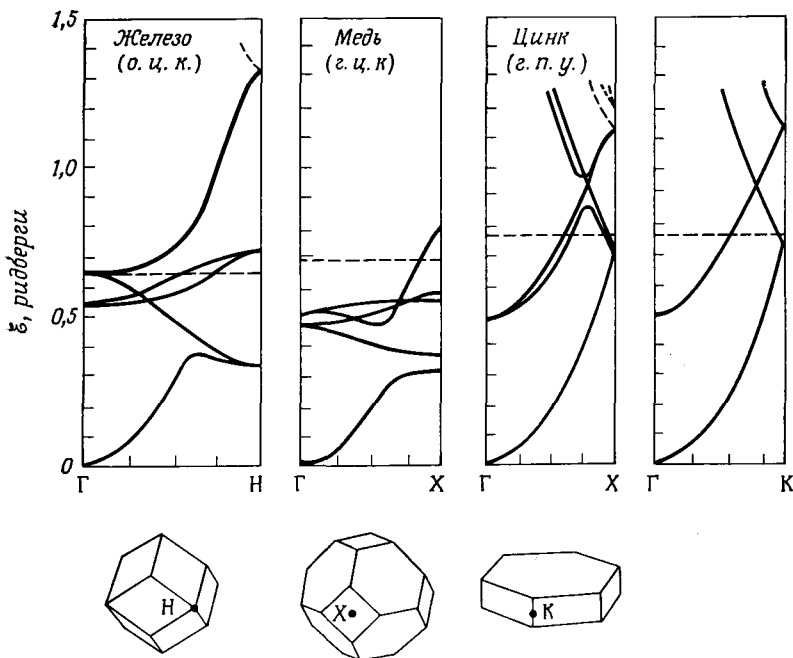 1,5
1,0
0,5
0
ℰ, ридберги
Железо
(о. ц. к.)
Медь
(г. ц. к)
Цинк
(г. п. у.)
Γ
H
Γ
X
Γ
X
Γ
K
H
X
K